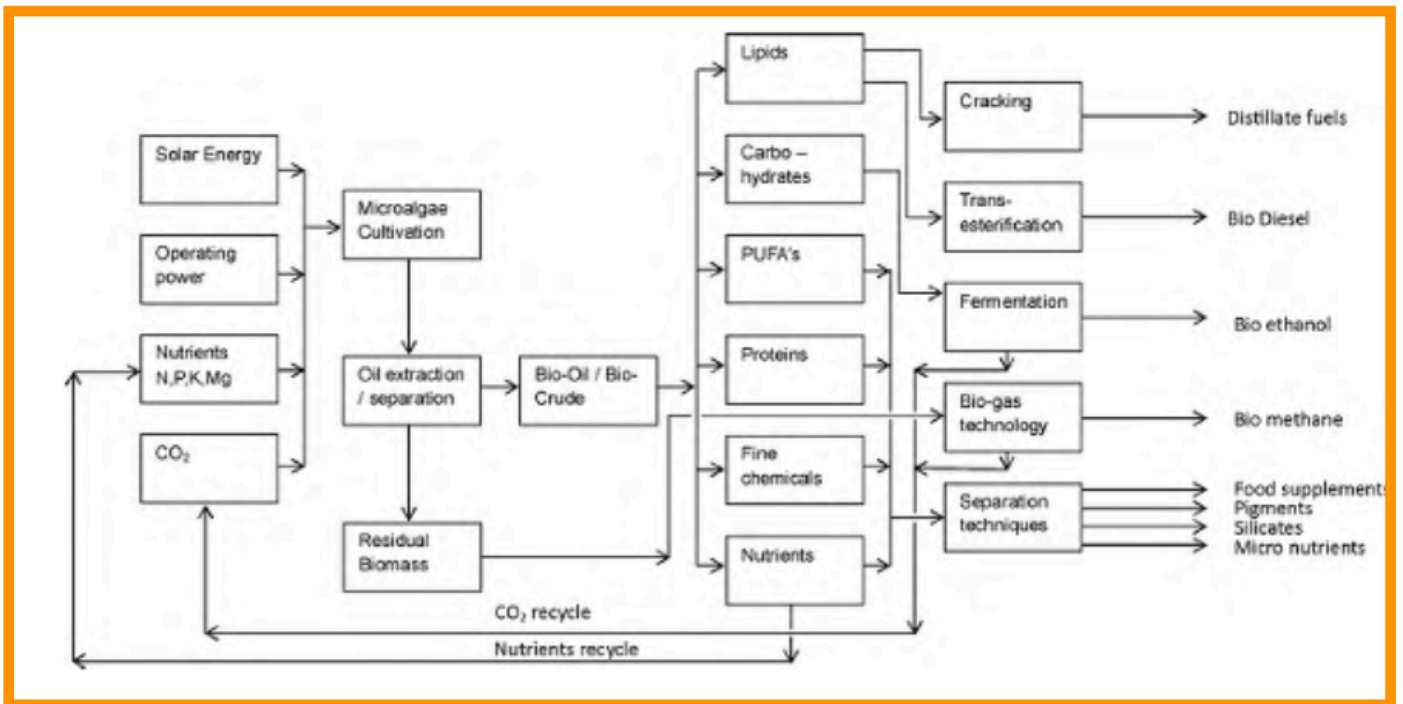 Solar Energy
Operating
power
Nutrients
N,P,K,Mg
CO₂
Microalgae
Cultivation
Oil extraction
/ separation
Residual
Biomass
Bio-Oil / Bio-
Crude
Lipids
Carbo –
hydrates
PUFA's
Proteins
Fine
chemicals
Nutrients
Cracking
Trans-
esterification
Fermentation
Bio-gas
technology
Separation
techniques
Distillate fuels
Bio Diesel
Bio ethanol
Bio methane
Food supplements
Pigments
Silicates
Micro nutrients
CO₂ recycle
Nutrients recycle